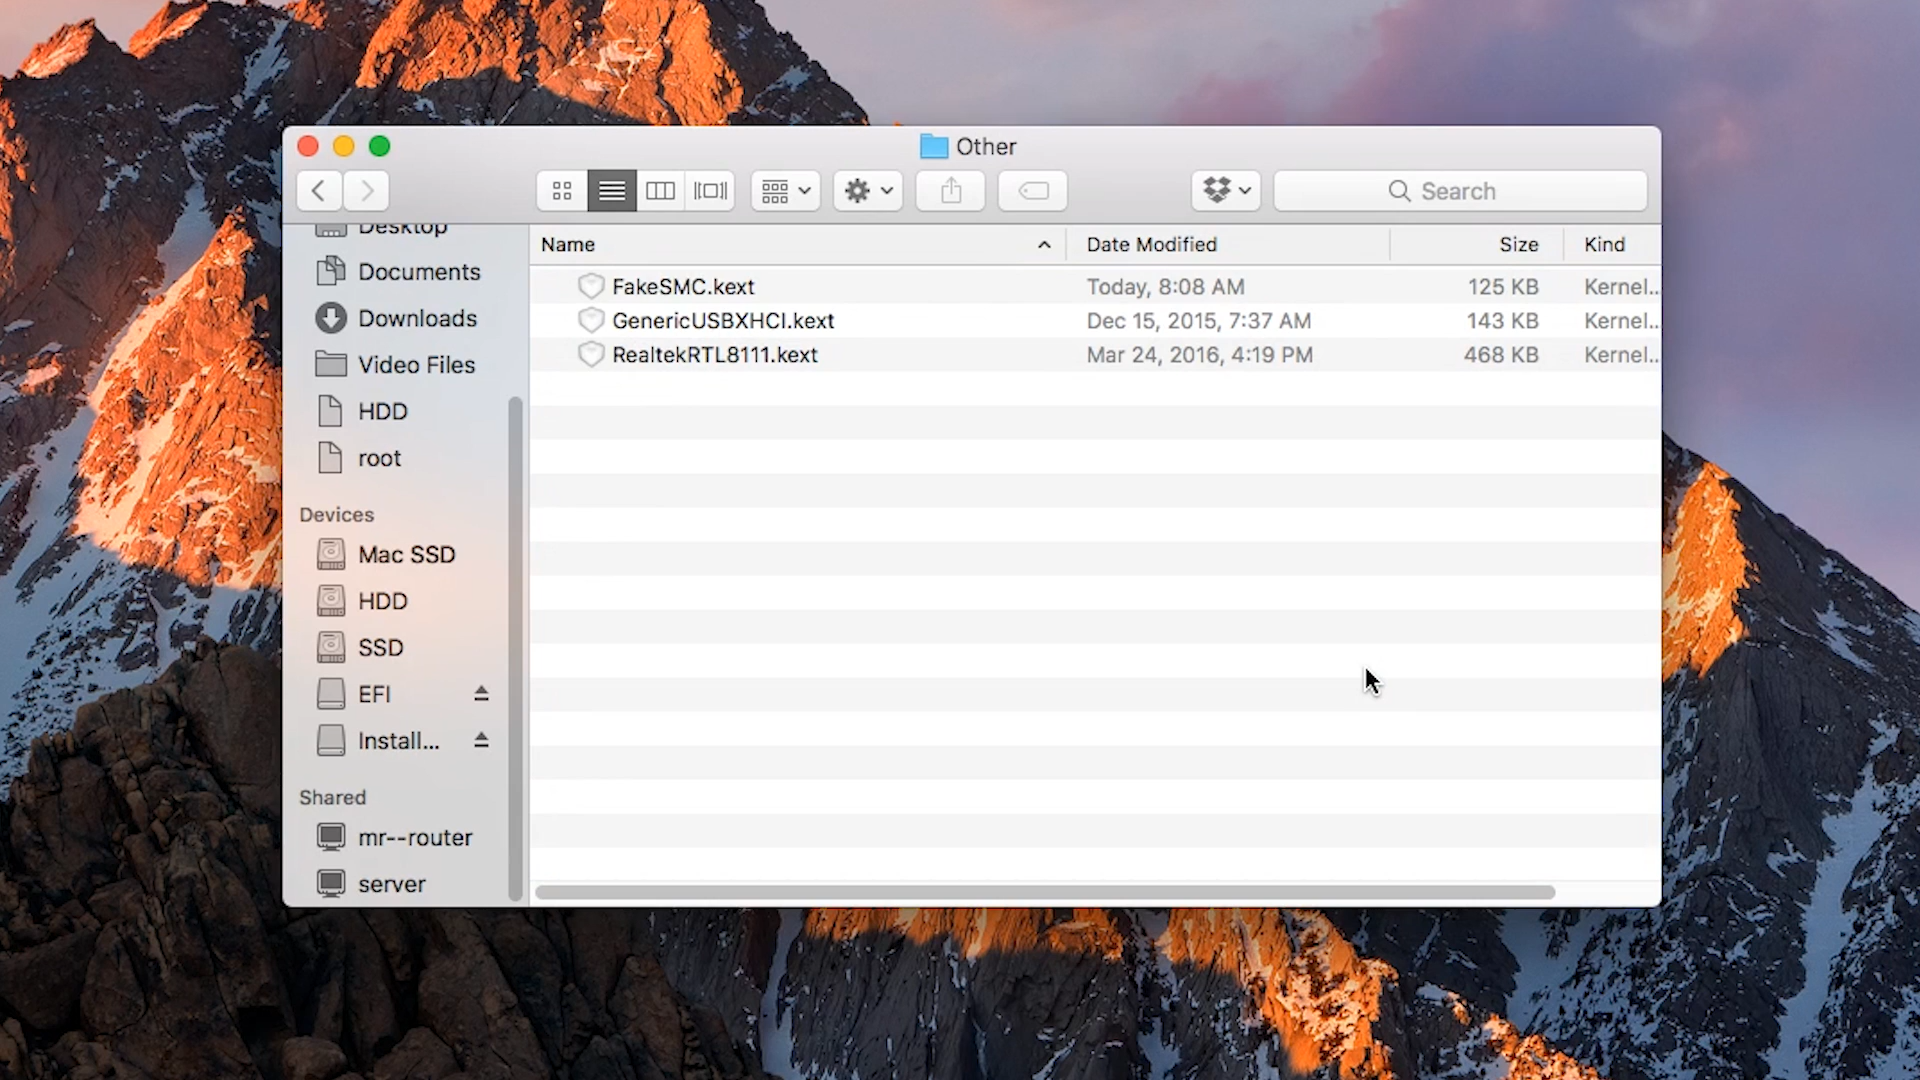 Other
Search
Desktop
Documents
Downloads
Video Files
HDD
root
Devices
Mac SSD
HDD
SSD
EFI
Install...
Shared
mr--router
server
Name Date Modified Size Kind
FakeSMC.kext Today, 8:08 AM 125 KB Kernel...
GenericUSBXHCI.kext Dec 15, 2015, 7:37 AM 143 KB Kernel...
RealtekRTL8111.kext Mar 24, 2016, 4:19 PM 468 KB Kernel...